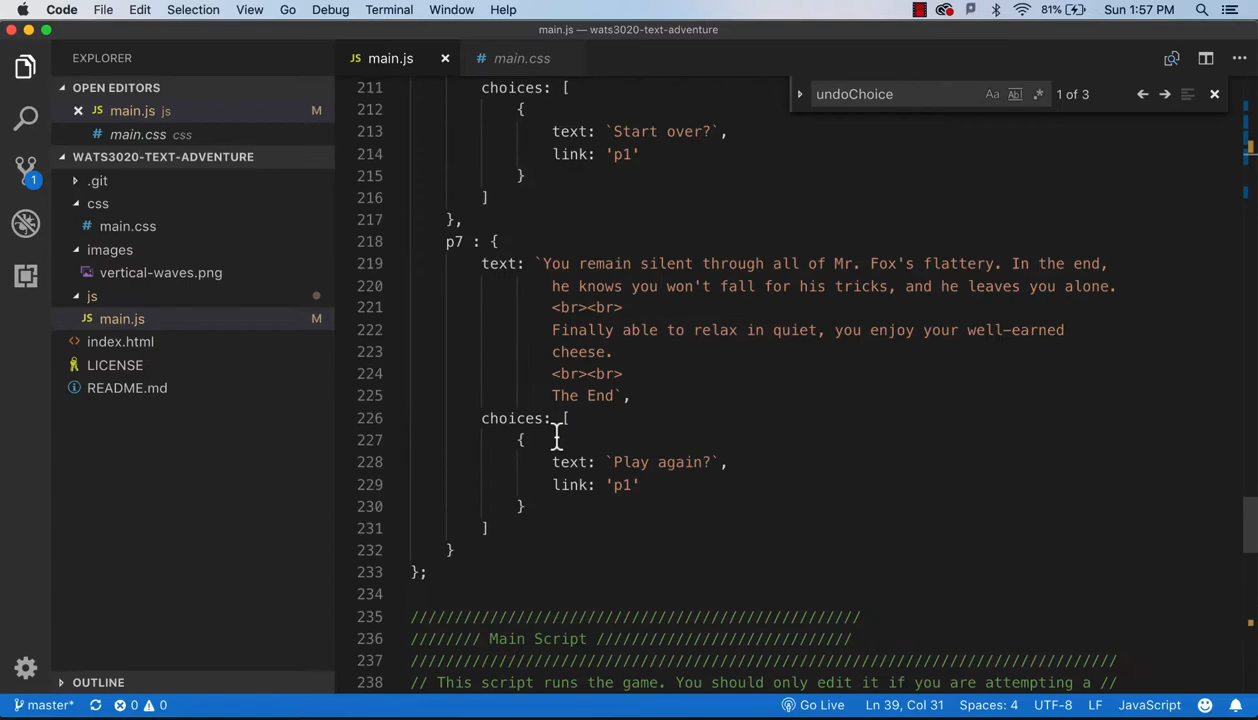 Code File Edit Selection View Go Debug Terminal Window Help 81% Sun 1:57 PM
main.js — wats3020-text-adventure
EXPLORER
OPEN EDITORS
main.js js M
main.css css
WATS3020-TEXT-ADVENTURE
.git
css
main.css
images
vertical-waves.png
js
main.js M
index.html
LICENSE
README.md
OUTLINE
main.js main.css
undoChoice Aa Abl .* 1 of 3
211 choices: [
212 {
213 text: `Start over?`,
214 link: 'p1'
215 }
216 ]
217 },
218 p7 : {
219 text: `You remain silent through all of Mr. Fox's flattery. In the end,
220 he knows you won't fall for his tricks, and he leaves you alone.
221 <br><br>
222 Finally able to relax in quiet, you enjoy your well-earned
223 cheese.
224 <br><br>
225 The End`,
226 choices: [
227 {
228 text: `Play again?`,
229 link: 'p1'
230 }
231 ]
232 }
233 };
234
235 ///////////////////////////////////////////////////
236 //////// Main Script /////////////////////////////
237 ////////////////////////////////////////////////////////////////////////////////
238 // This script runs the game. You should only edit it if you are attempting a //
master* 0 0 Go Live Ln 39, Col 31 Spaces: 4 UTF-8 LF JavaScript
1